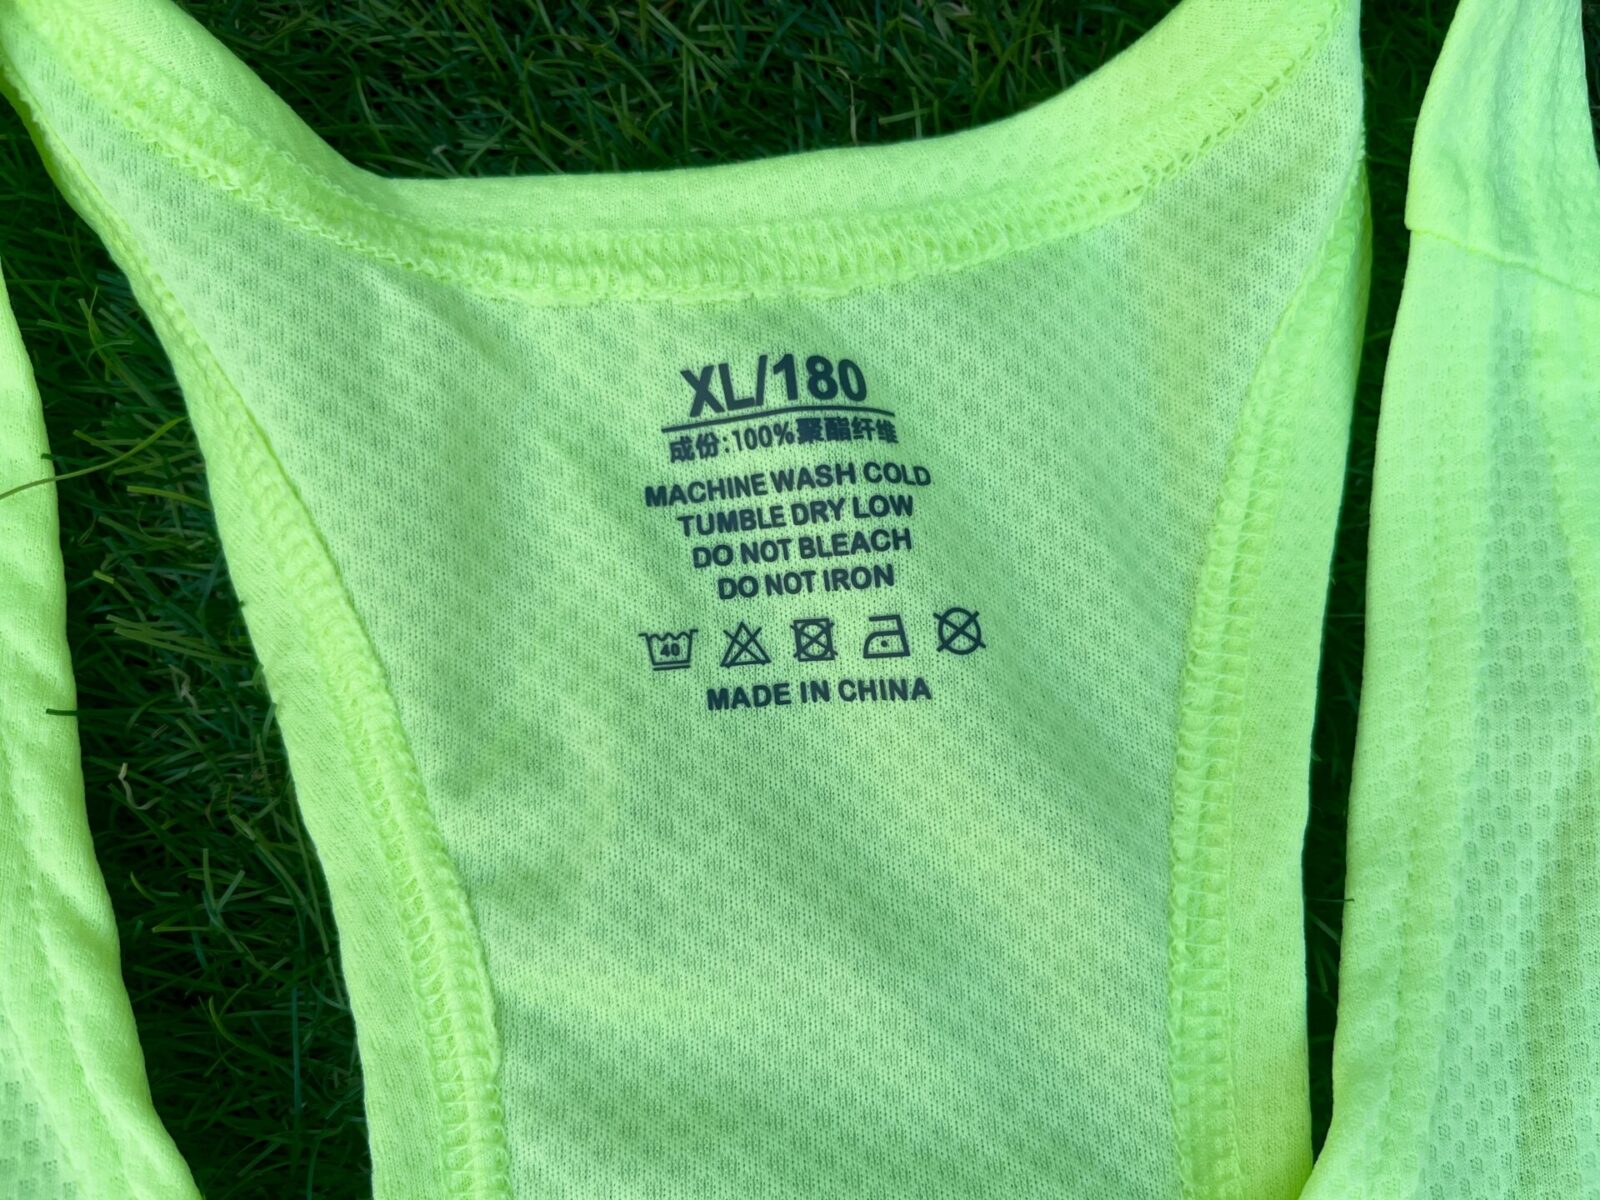 XL/180
成份:100%聚酯纤维
MACHINE WASH COLD
TUMBLE DRY LOW
DO NOT BLEACH
DO NOT IRON
40
MADE IN CHINA